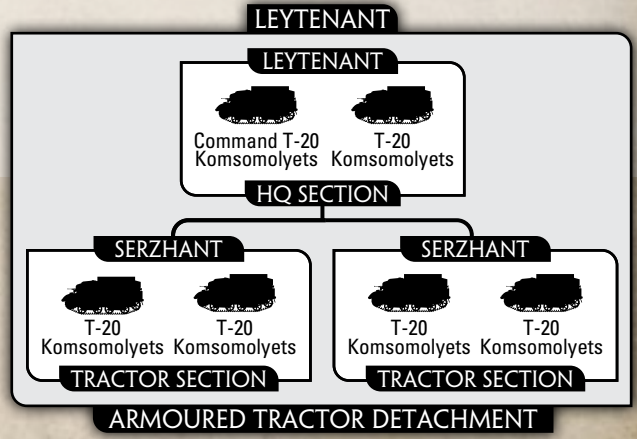 LEYTENANT
LEYTENANT
Command T-20 Komsomolyets
T-20 Komsomolyets
HQ SECTION
SERZHANT
T-20 Komsomolyets
T-20 Komsomolyets
TRACTOR SECTION
SERZHANT
T-20 Komsomolyets
T-20 Komsomolyets
TRACTOR SECTION
ARMOURED TRACTOR DETACHMENT